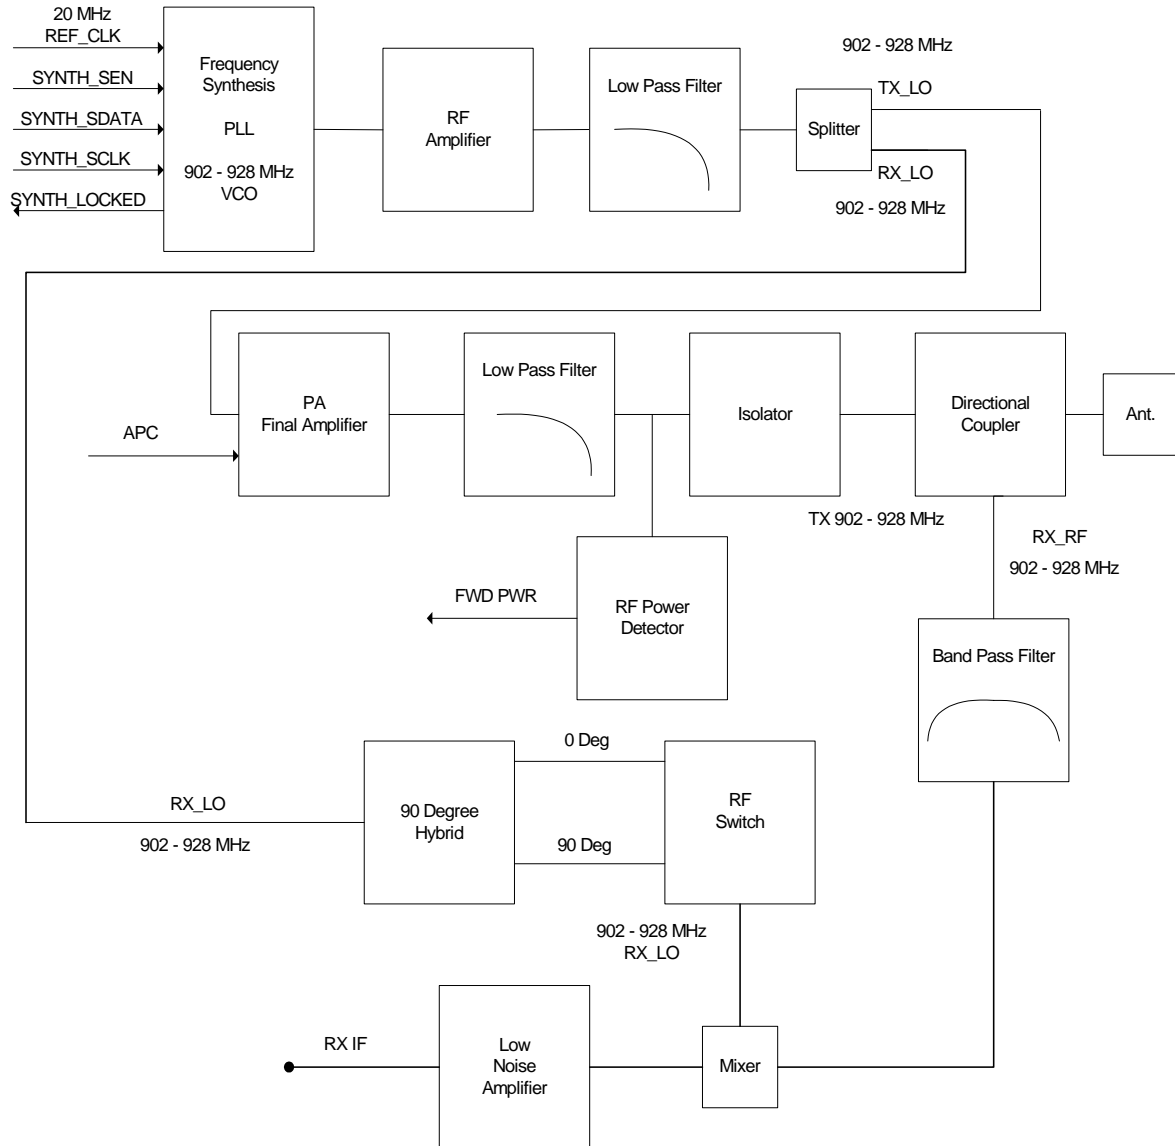 20 MHz
REF_CLK
SYNTH_SEN
SYNTH_SDATA
SYNTH_SCLK
SYNTH_LOCKED
Frequency
Synthesis
PLL
902 - 928 MHz
VCO
RF
Amplifier
Low Pass Filter
902 - 928 MHz
TX_LO
Splitter
RX_LO
902 - 928 MHz
APC
PA
Final Amplifier
Low Pass Filter
Isolator
Directional
Coupler
Ant.
TX 902 - 928 MHz
RX_RF
902 - 928 MHz
FWD PWR
RF Power
Detector
Band Pass Filter
RX_LO
902 - 928 MHz
90 Degree
Hybrid
0 Deg
90 Deg
RF
Switch
902 - 928 MHz
RX_LO
RX IF
Low
Noise
Amplifier
Mixer